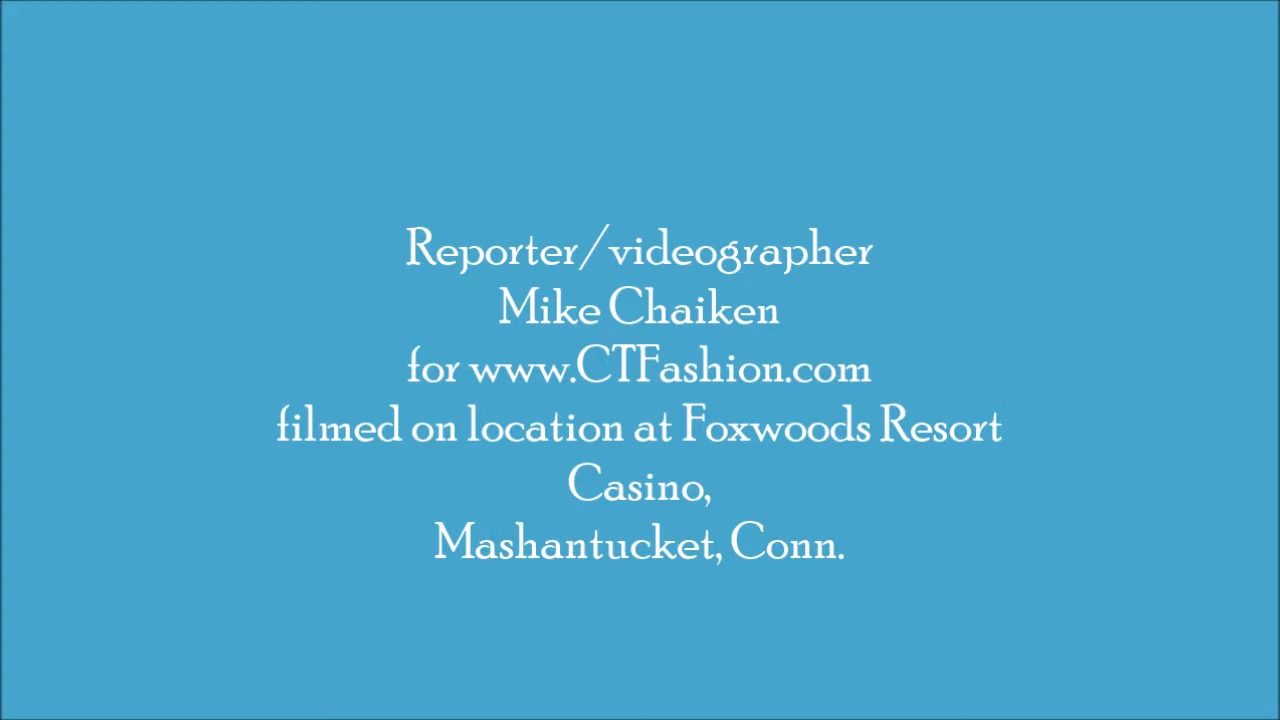 Reporter/videographer
Mike Chaiken
for www.CTFashion.com
filmed on location at Foxwoods Resort
Casino,
Mashantucket, Conn.